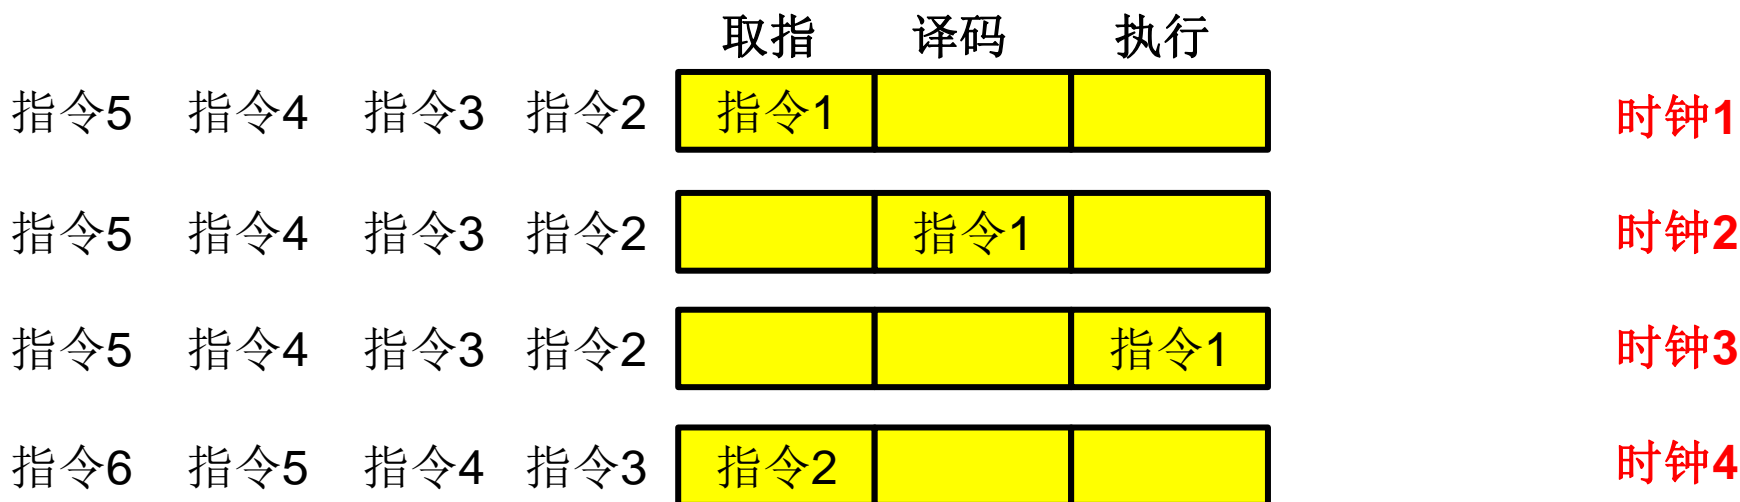 取指 译码 执行
指令5 指令4 指令3 指令2 指令1 时钟1
指令5 指令4 指令3 指令2 指令1 时钟2
指令5 指令4 指令3 指令2 指令1 时钟3
指令6 指令5 指令4 指令3 指令2 时钟4